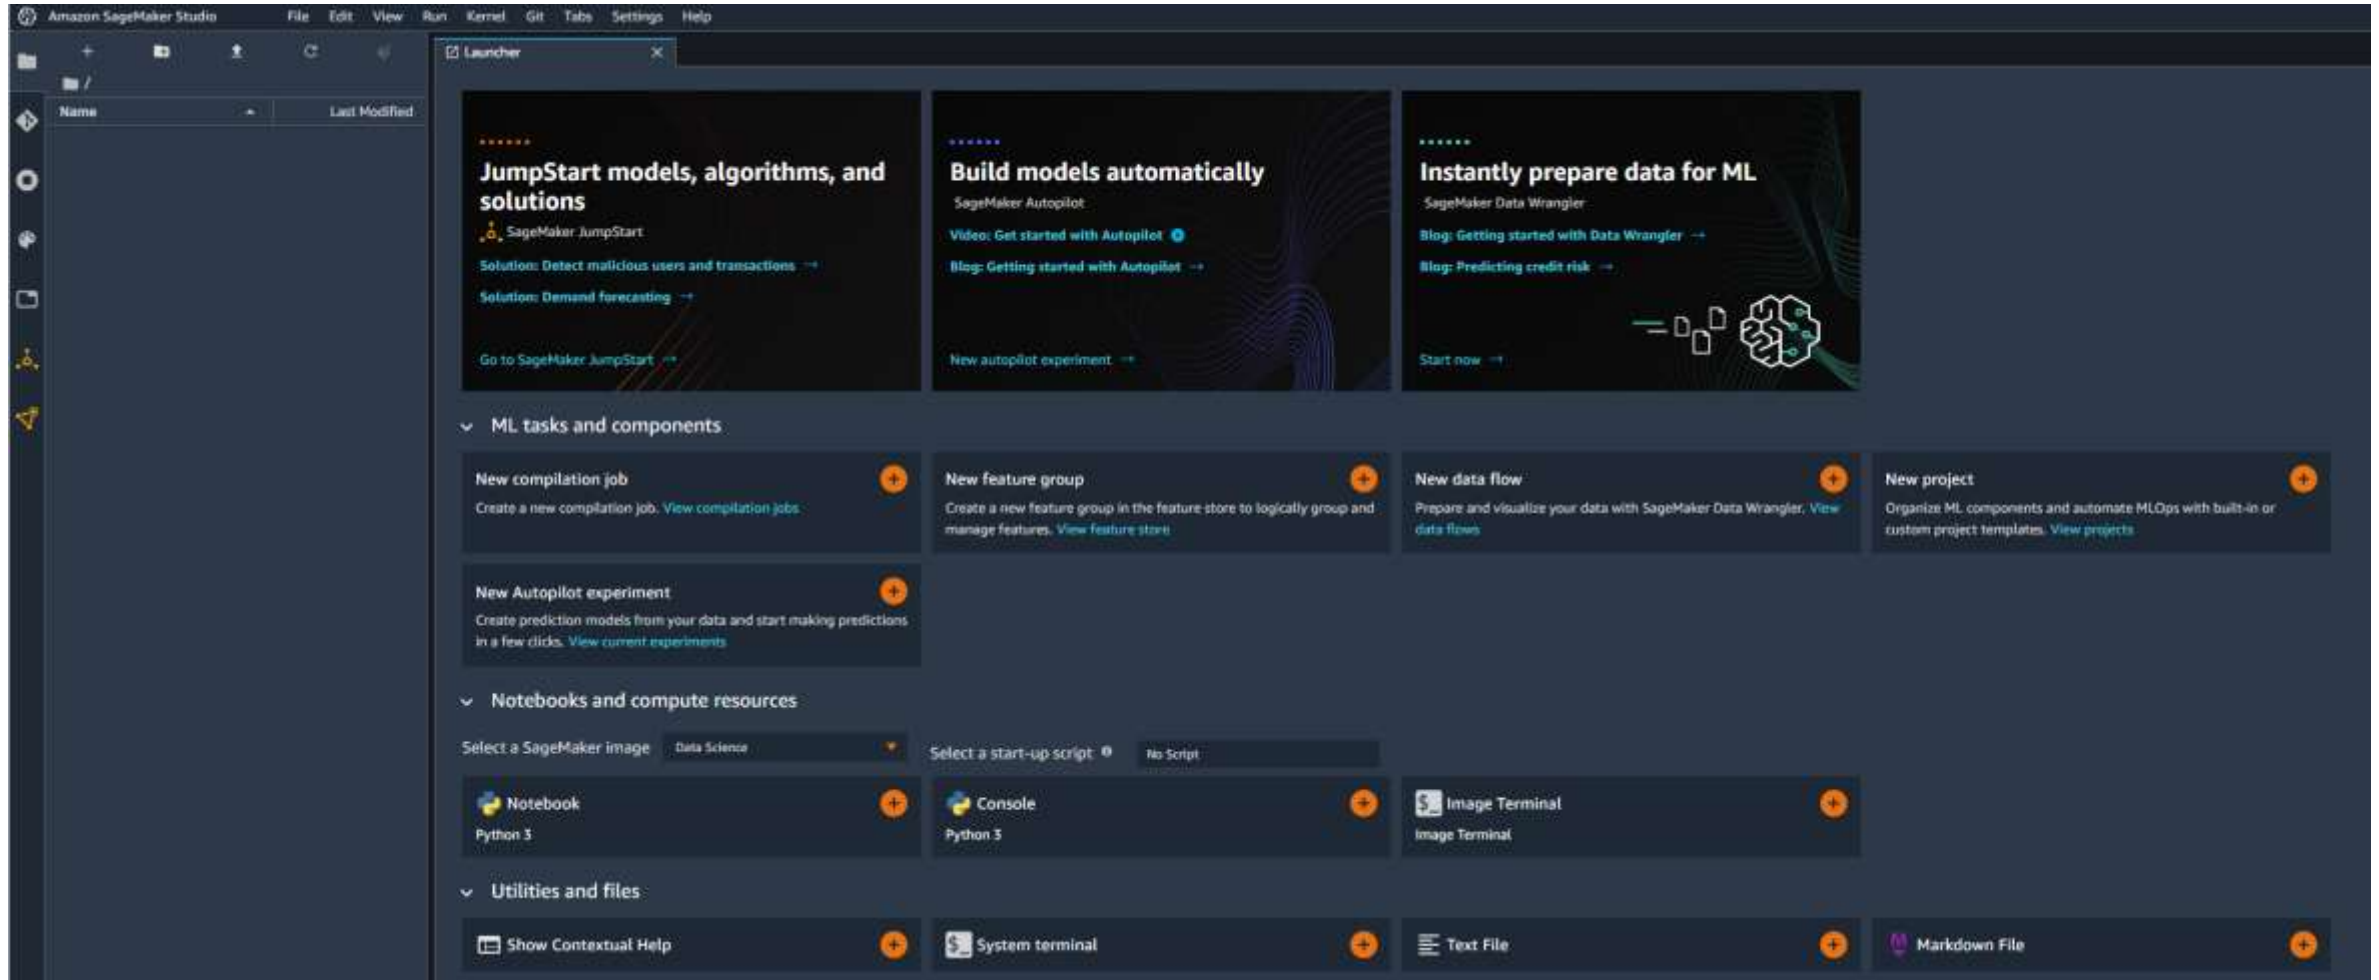 Amazon SageMaker Studio File Edit View Run Kernel Git Tabs Settings Help
Launcher
/
Name Last Modified
JumpStart models, algorithms, and
solutions
SageMaker JumpStart
Solution: Detect malicious users and transactions →
Solution: Demand forecasting →
Go to SageMaker JumpStart →
Build models automatically
SageMaker Autopilot
Video: Get started with Autopilot
Blog: Getting started with Autopilot →
New autopilot experiment →
Instantly prepare data for ML
SageMaker Data Wrangler
Blog: Getting started with Data Wrangler →
Blog: Predicting credit risk →
Start now →
ML tasks and components
New compilation job
Create a new compilation job. View compilation jobs
New feature group
Create a new feature group in the feature store to logically group and
manage features. View feature store
New data flow
Prepare and visualize your data with SageMaker Data Wrangler. View
data flows
New project
Organize ML components and automate MLOps with built-in or
custom project templates. View projects
New Autopilot experiment
Create prediction models from your data and start making predictions
in a few clicks. View current experiments
Notebooks and compute resources
Select a SageMaker image Data Science
Select a start-up script No Script
Notebook
Python 3
Console
Python 3
$_ Image Terminal
Image Terminal
Utilities and files
Show Contextual Help
$_ System terminal
Text File
Markdown File